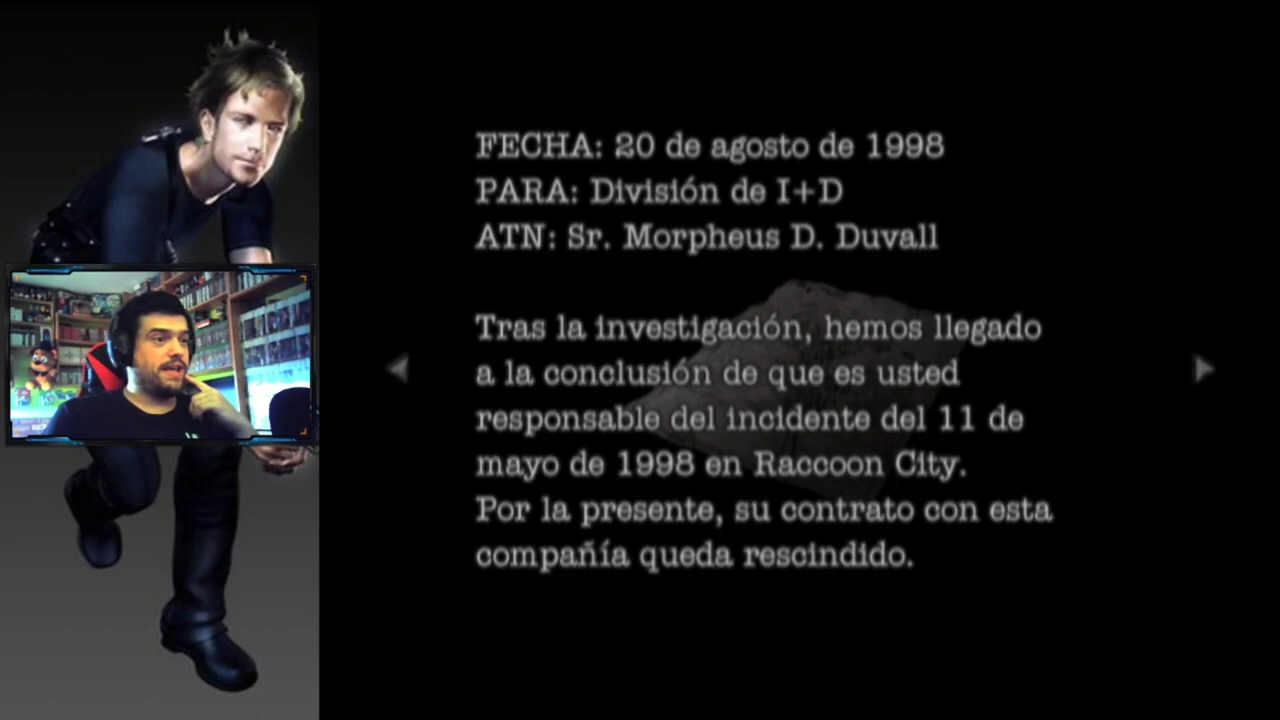 FECHA: 20 de agosto de 1998
PARA: División de I+D
ATN: Sr. Morpheus D. Duvall
Tras la investigación, hemos llegado
a la conclusión de que es usted
responsable del incidente del 11 de
mayo de 1998 en Raccoon City.
Por la presente, su contrato con esta
compañía queda rescindido.